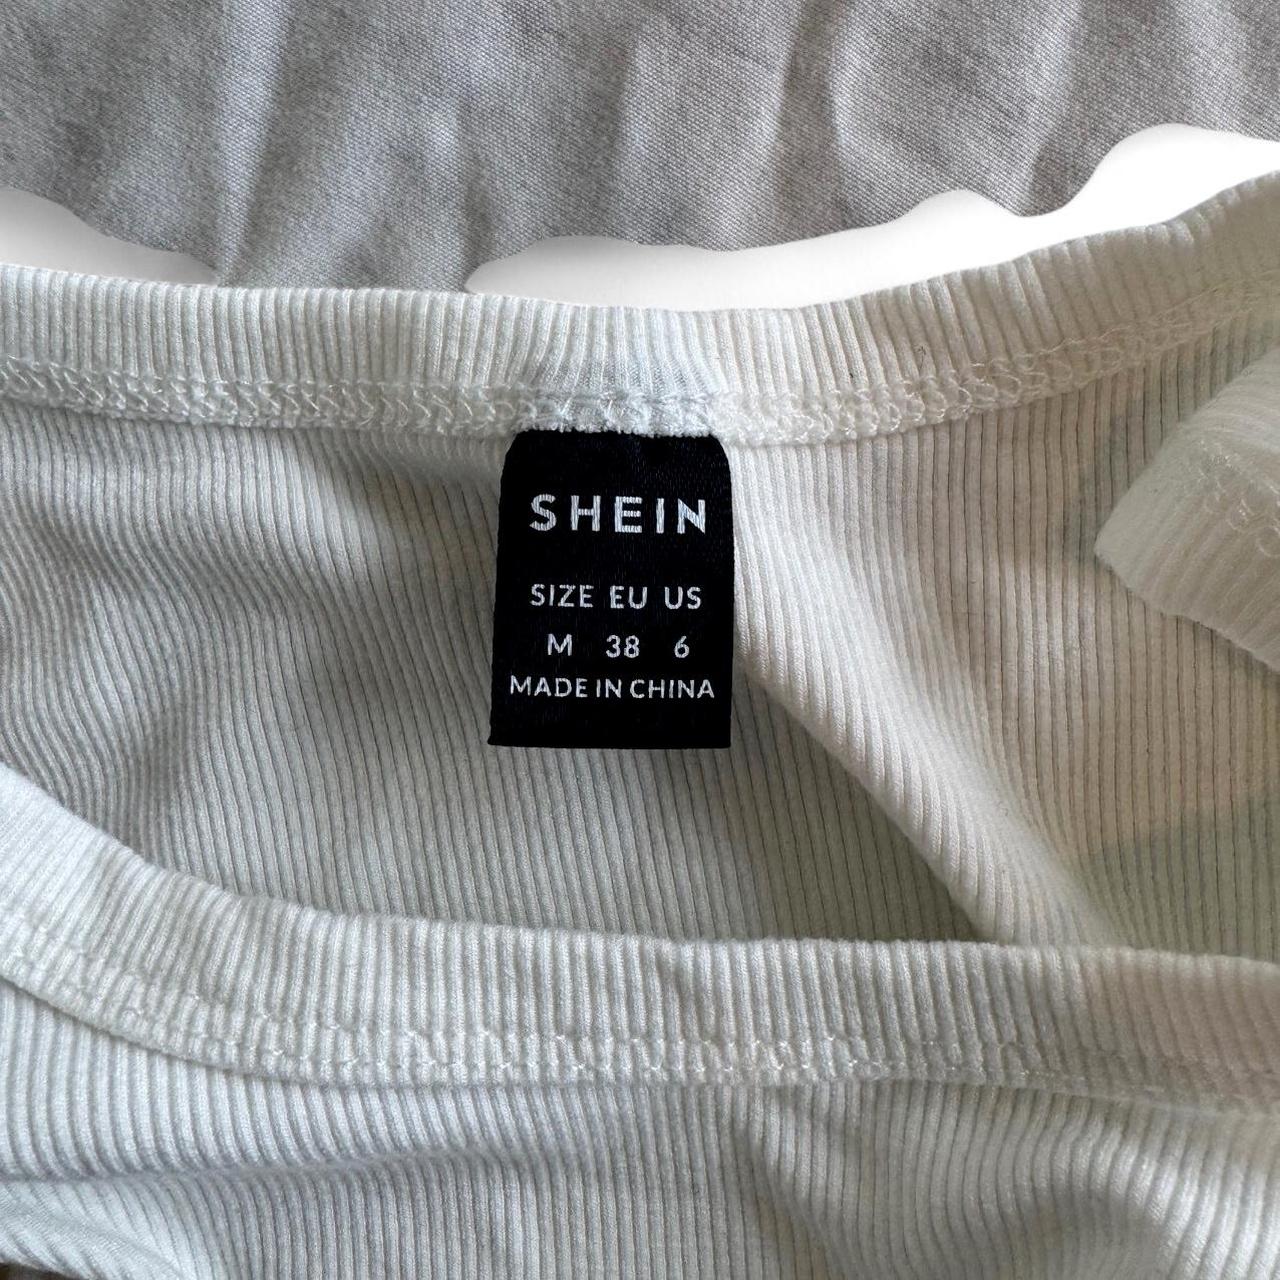 SHEIN
SIZE EU US
M 38 6
MADE IN CHINA